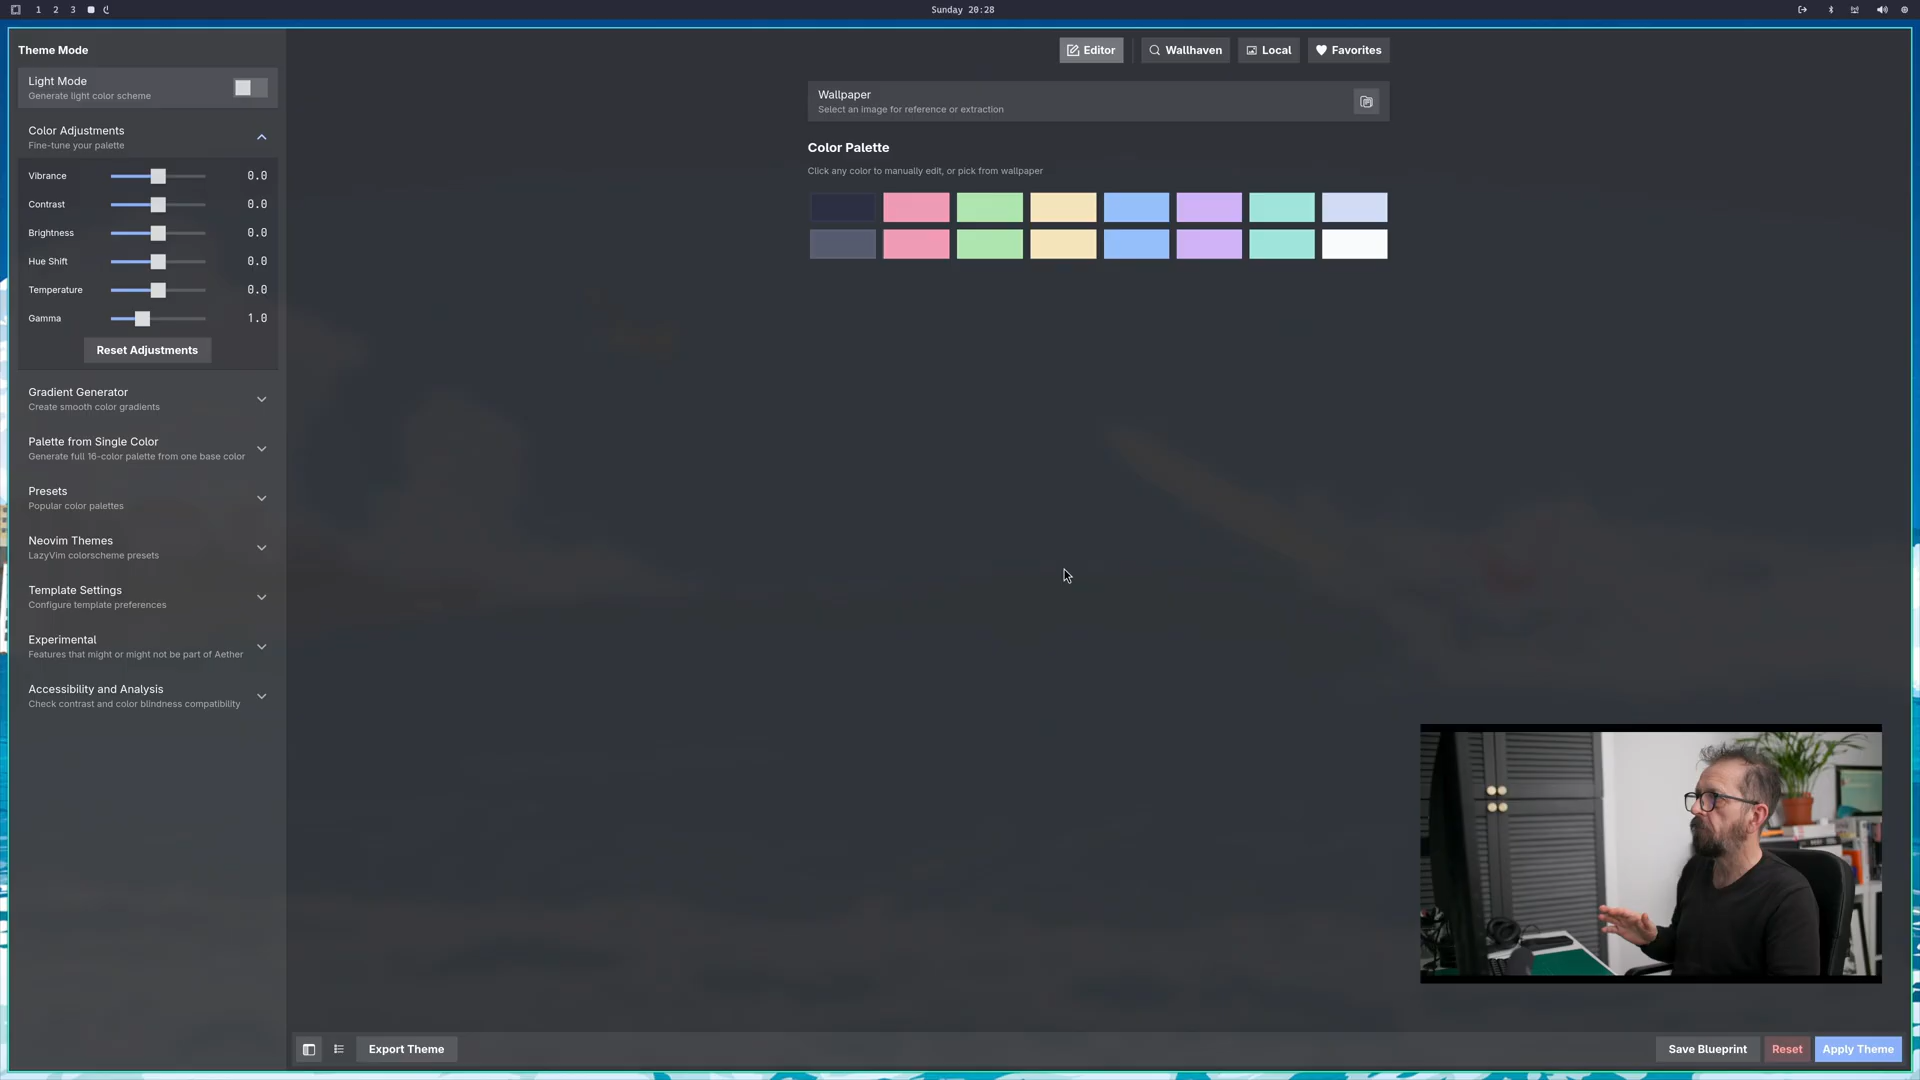 1 2 3
Sunday 20:28
Theme Mode
Light Mode
Generate light color scheme
Color Adjustments
Fine-tune your palette
Vibrance 0.0
Contrast 0.0
Brightness 0.0
Hue Shift 0.0
Temperature 0.0
Gamma 1.0
Reset Adjustments
Gradient Generator
Create smooth color gradients
Palette from Single Color
Generate full 16-color palette from one base color
Presets
Popular color palettes
Neovim Themes
LazyVim colorscheme presets
Template Settings
Configure template preferences
Experimental
Features that might or might not be part of Aether
Accessibility and Analysis
Check contrast and color blindness compatibility
Editor Wallhaven Local Favorites
Wallpaper
Select an image for reference or extraction
Color Palette
Click any color to manually edit, or pick from wallpaper
Export Theme
Save Blueprint Reset Apply Theme